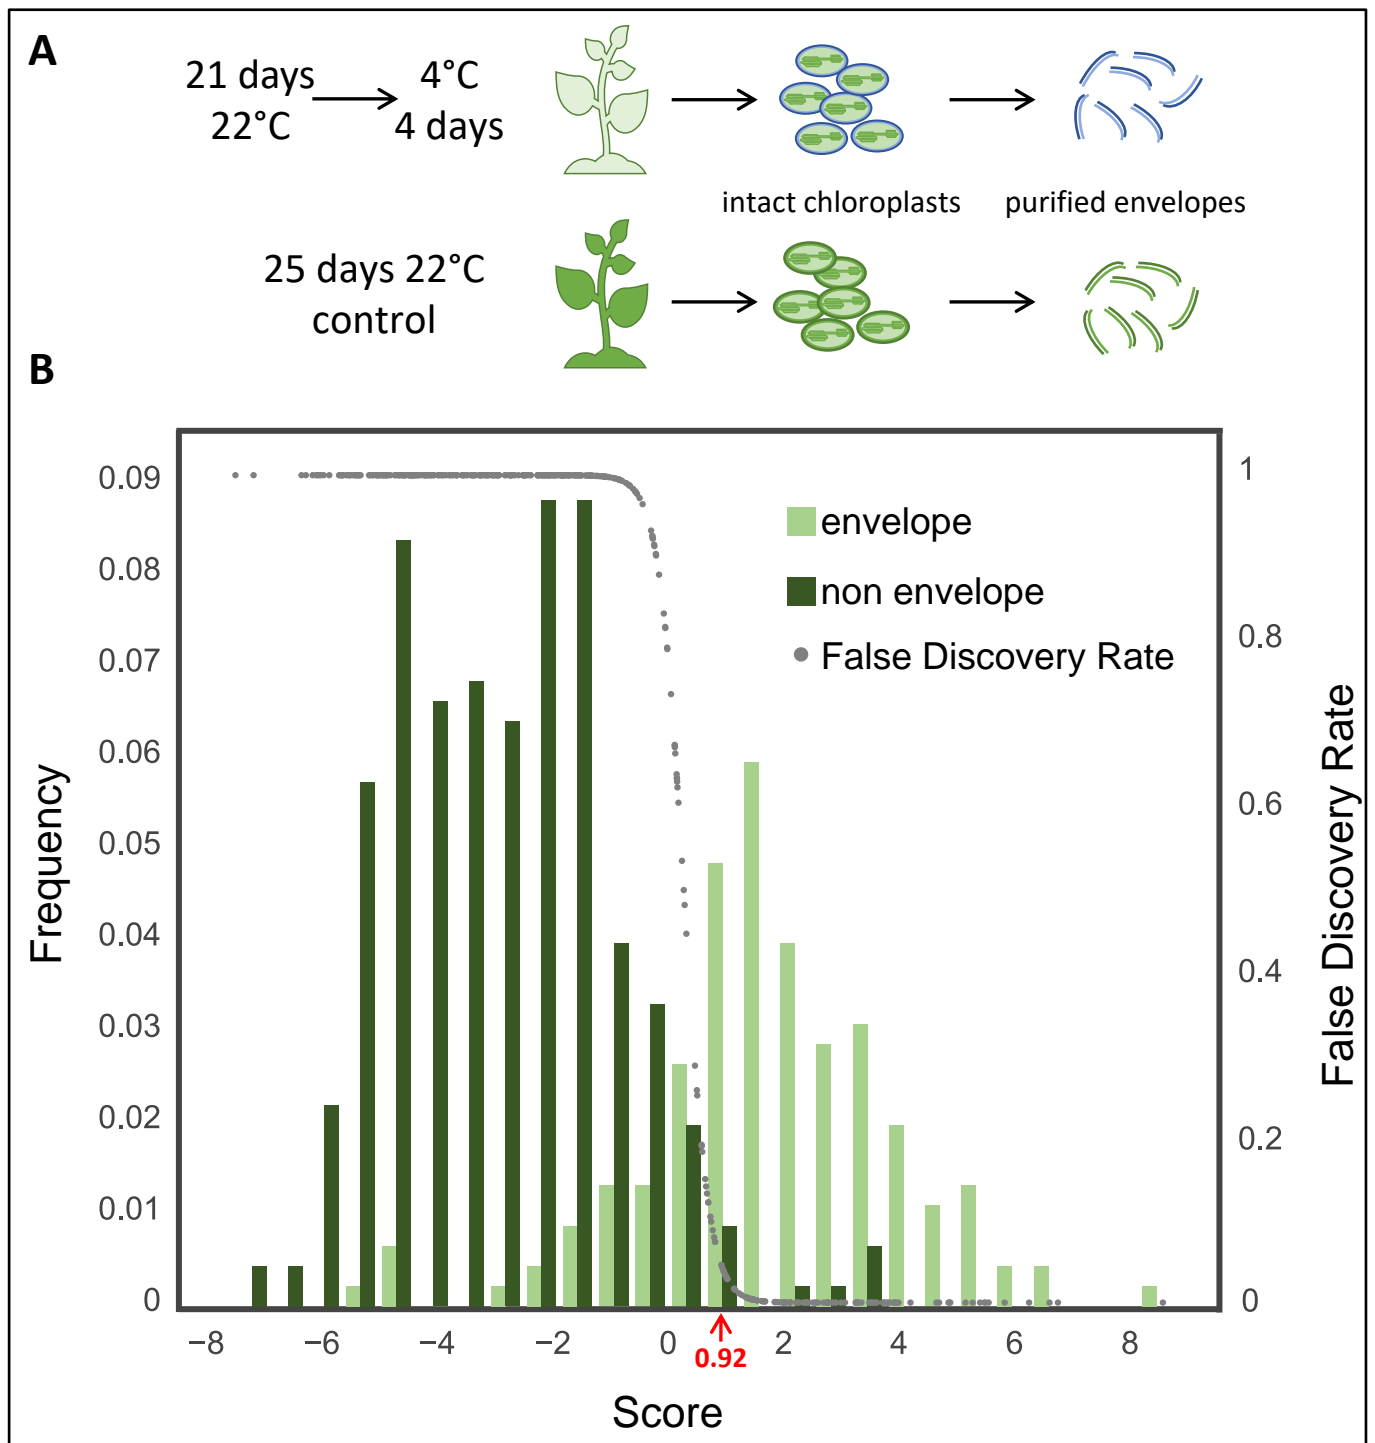 A
21 days
22°C
4°C
4 days
intact chloroplasts
purified envelopes
25 days 22°C
control
B
0.09
0.08
0.07
0.06
0.05
0.04
0.03
0.02
0.01
0
Frequency
envelope
non envelope
False Discovery Rate
1
0.8
0.6
0.4
0.2
0
False Discovery Rate
−8
−6
−4
−2
0
2
4
6
8
0.92
Score